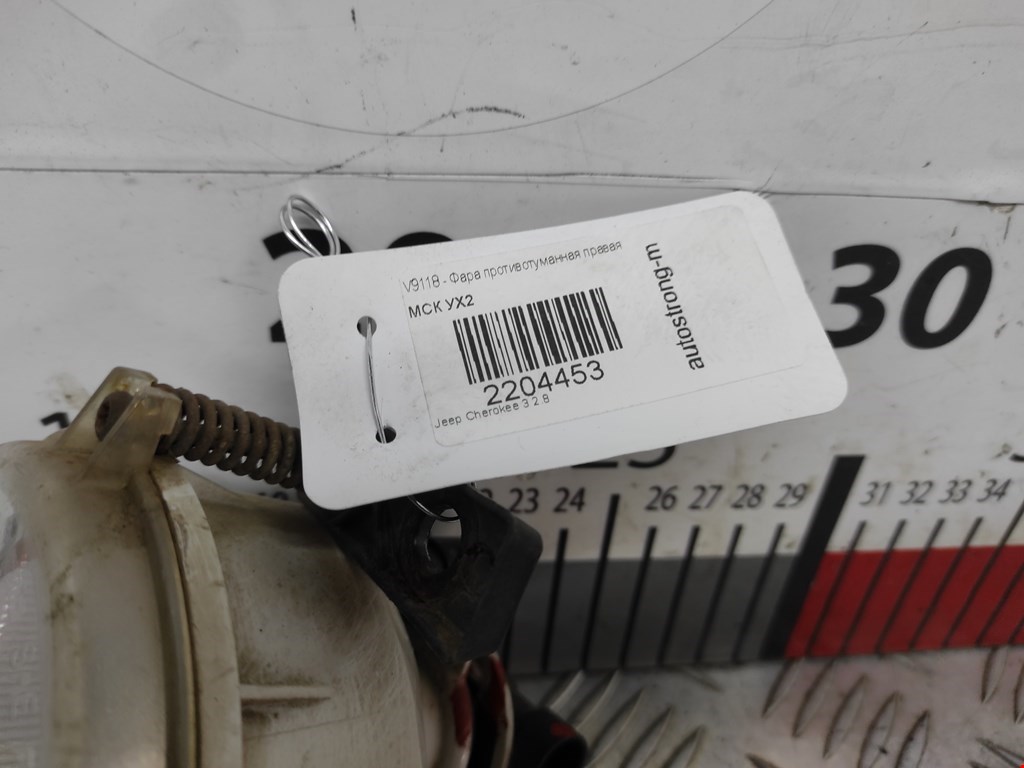 V9118 - Фара противотуманная правая
МСК УХ2
2204453
Jeep Cherokee 3 2.8
autostrong-m
30
23 24 26 27 28 29 31 32 33 34